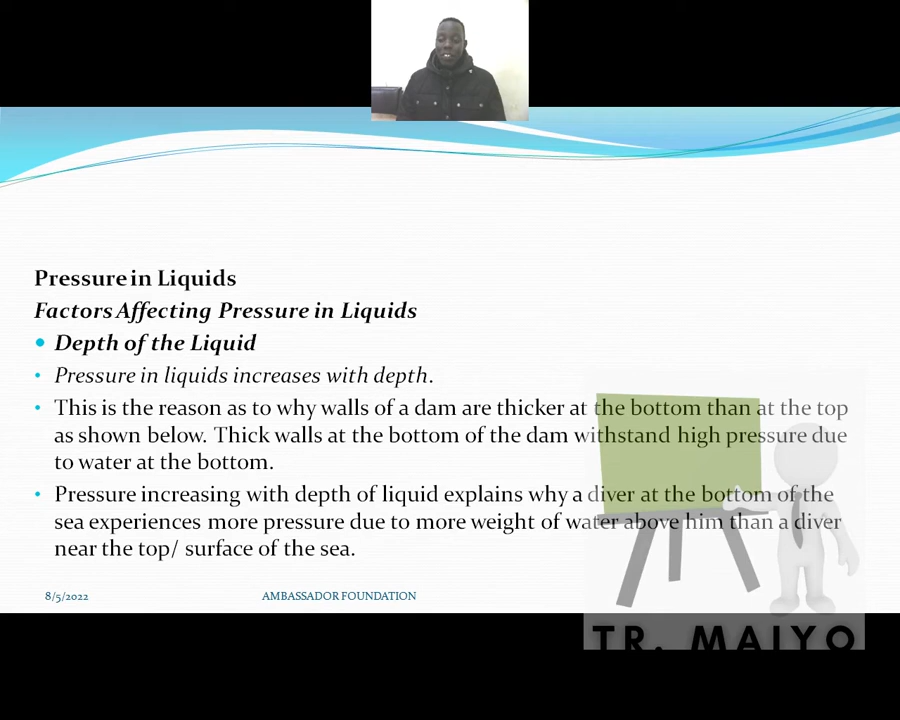 Pressure in Liquids
Factors Affecting Pressure in Liquids
• Depth of the Liquid
• Pressure in liquids increases with depth.
• This is the reason as to why walls of a dam are thicker at the bottom than at the top
as shown below. Thick walls at the bottom of the dam withstand high pressure due
to water at the bottom.
• Pressure increasing with depth of liquid explains why a diver at the bottom of the
sea experiences more pressure due to more weight of water above him than a diver
near the top/ surface of the sea.
8/5/2022 AMBASSADOR FOUNDATION
TR. MAIYO